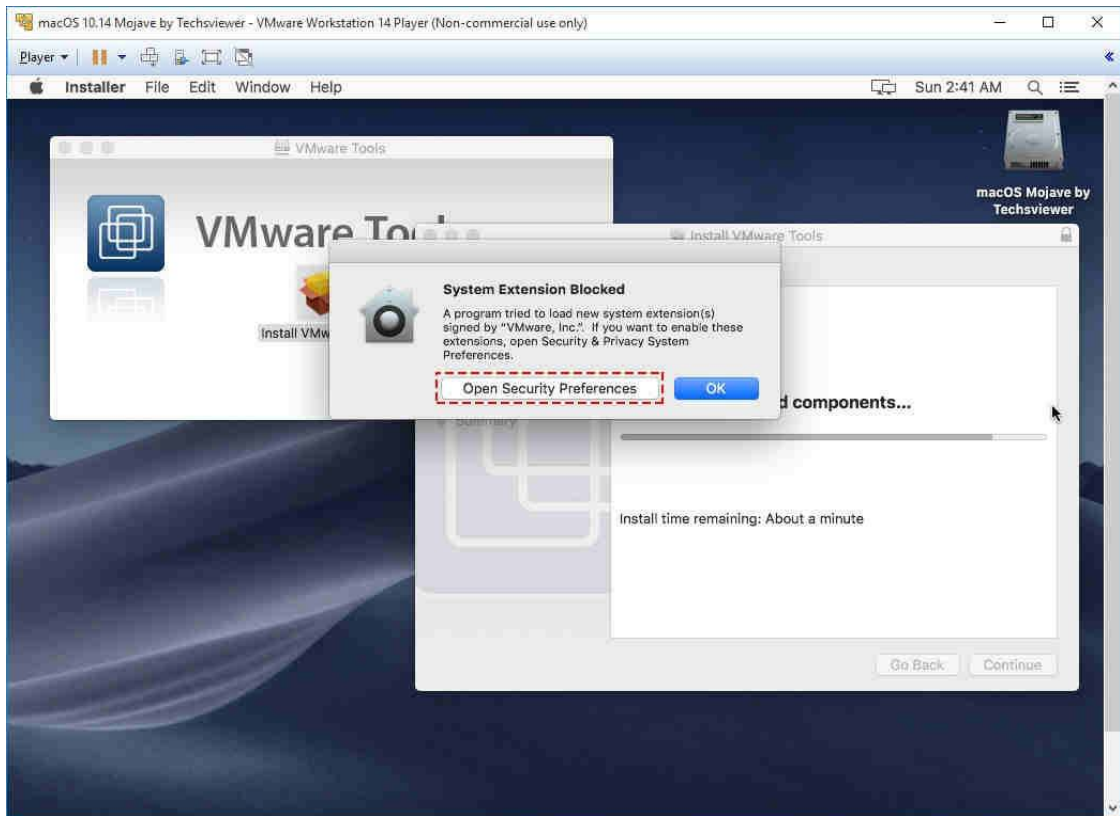 macOS 10.14 Mojave by Techsviewer - VMware Workstation 14 Player (Non-commercial use only)
Player
Installer File Edit Window Help Sun 2:41 AM
VMware Tools
macOS Mojave by
Techsviewer
VMware Tool
Install VMware Tools
System Extension Blocked
A program tried to load new system extension(s)
signed by "VMware, Inc.". If you want to enable these
extensions, open Security & Privacy System
Preferences.
Install VMw
Open Security Preferences OK
d components...
Summary
Install time remaining: About a minute
Go Back Continue